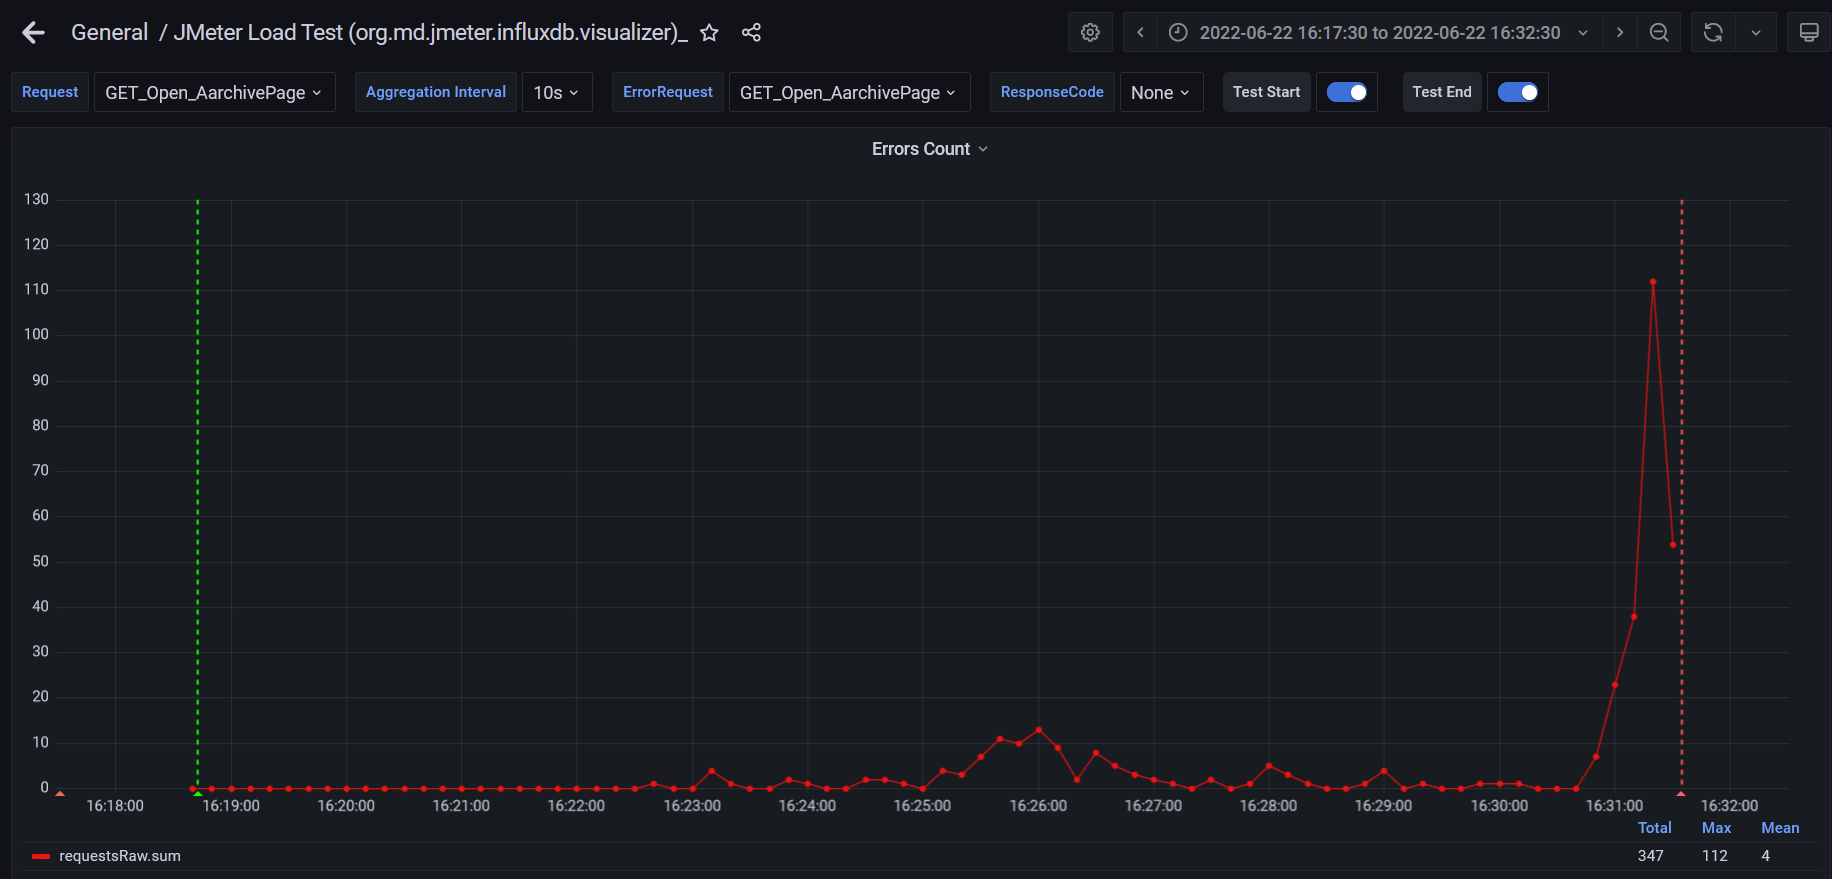 General / JMeter Load Test (org.md.jmeter.influxdb.visualizer)_ 2022-06-22 16:17:30 to 2022-06-22 16:32:30
Request GET_Open_AarchivePage Aggregation Interval 10s ErrorRequest GET_Open_AarchivePage ResponseCode None Test Start Test End
Errors Count
130
120
110
100
90
80
70
60
50
40
30
20
10
0
16:18:00 16:19:00 16:20:00 16:21:00 16:22:00 16:23:00 16:24:00 16:25:00 16:26:00 16:27:00 16:28:00 16:29:00 16:30:00 16:31:00 16:32:00
Total Max Mean
requestsRaw.sum 347 112 4